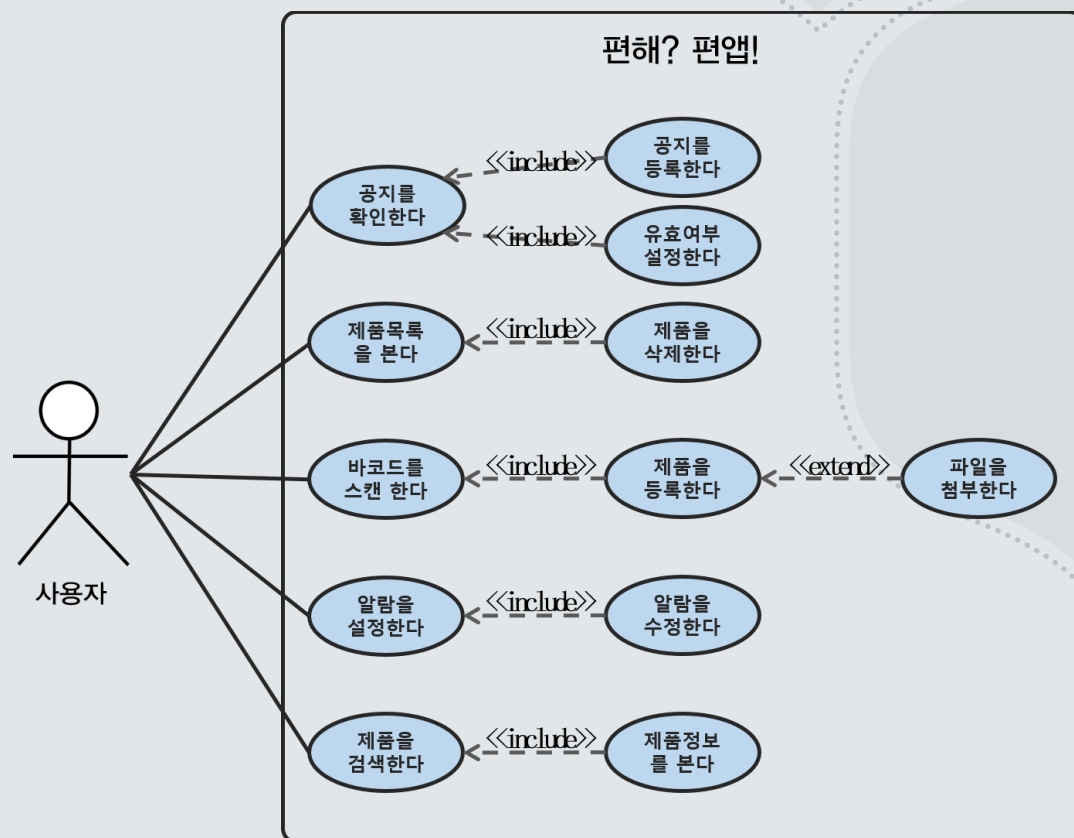 편해? 편앱!
<<include>>
공지를
등록한다
공지를
확인한다
<<include>>
유효여부
설정한다
제품목록
을 본다
<<include>>
제품을
삭제한다
바코드를
스캔 한다
<<include>>
제품을
등록한다
<<extend>>
파일을
첨부한다
사용자
알람을
설정한다
<<include>>
알람을
수정한다
제품을
검색한다
<<include>>
제품정보
를 본다